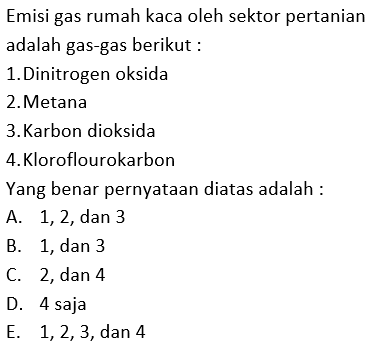 Emisi gas rumah kaca oleh sektor pertanian
adalah gas-gas berikut :
1.Dinitrogen oksida
2.Metana
3.Karbon dioksida
4.Kloroflourokarbon
Yang benar pernyataan diatas adalah :
A. 1, 2, dan 3
B. 1, dan 3
C. 2, dan 4
D. 4 saja
E. 1, 2, 3, dan 4